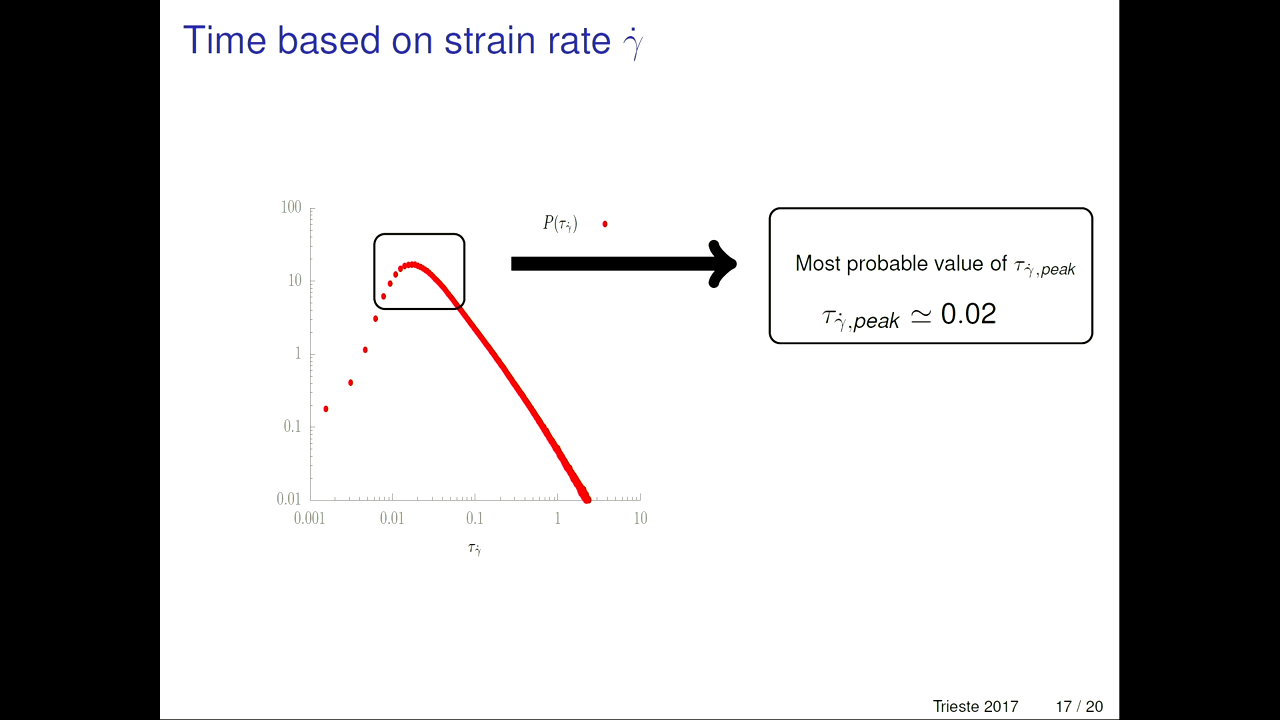 Time based on strain rate γ̇
100
10
1
0.1
0.01
0.001 0.01 0.1 1 10
τγ̇
P(τγ̇)
Most probable value of τγ̇,peak
τγ̇,peak ≃ 0.02
Trieste 2017 17 / 20